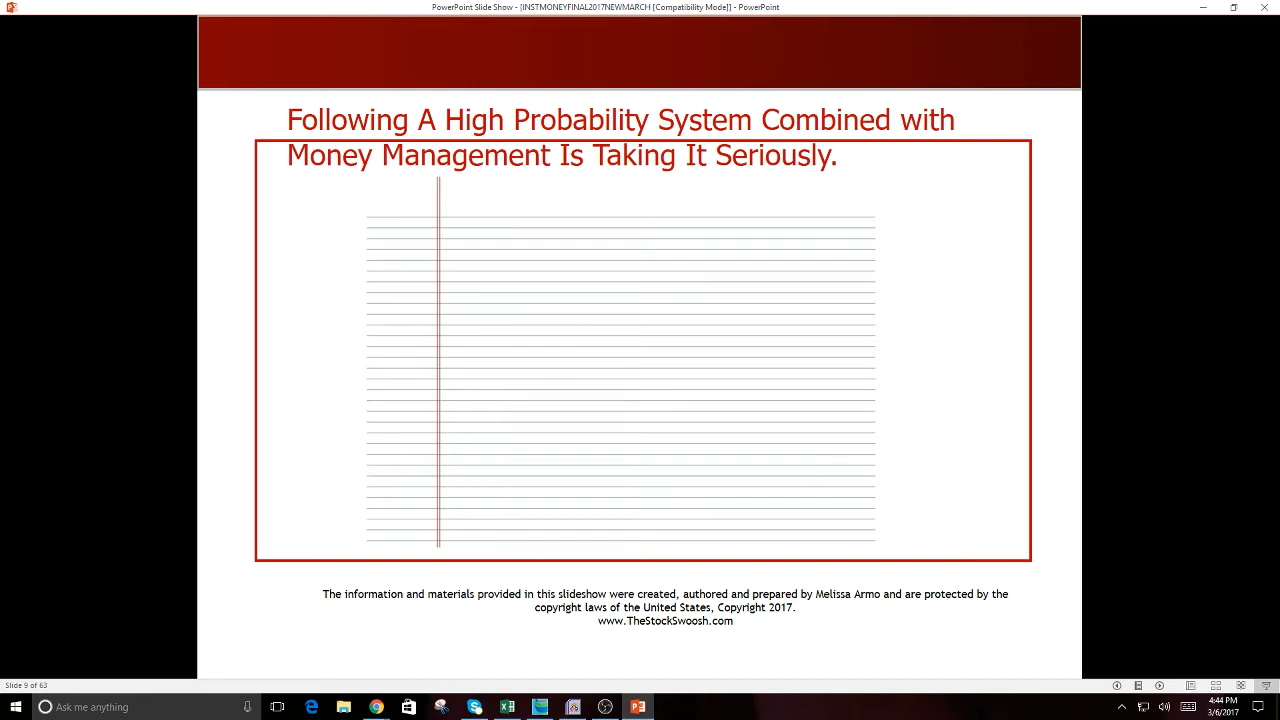 PowerPoint Slide Show - [INSTMONEYFINAL2017NEWMARCH [Compatibility Mode]] - PowerPoint
Following A High Probability System Combined with
Money Management Is Taking It Seriously.
The information and materials provided in this slideshow were created, authored and prepared by Melissa Armo and are protected by the
copyright laws of the United States, Copyright 2017.
www.TheStockSwoosh.com
Slide 9 of 63
Ask me anything
4:44 PM
3/6/2017